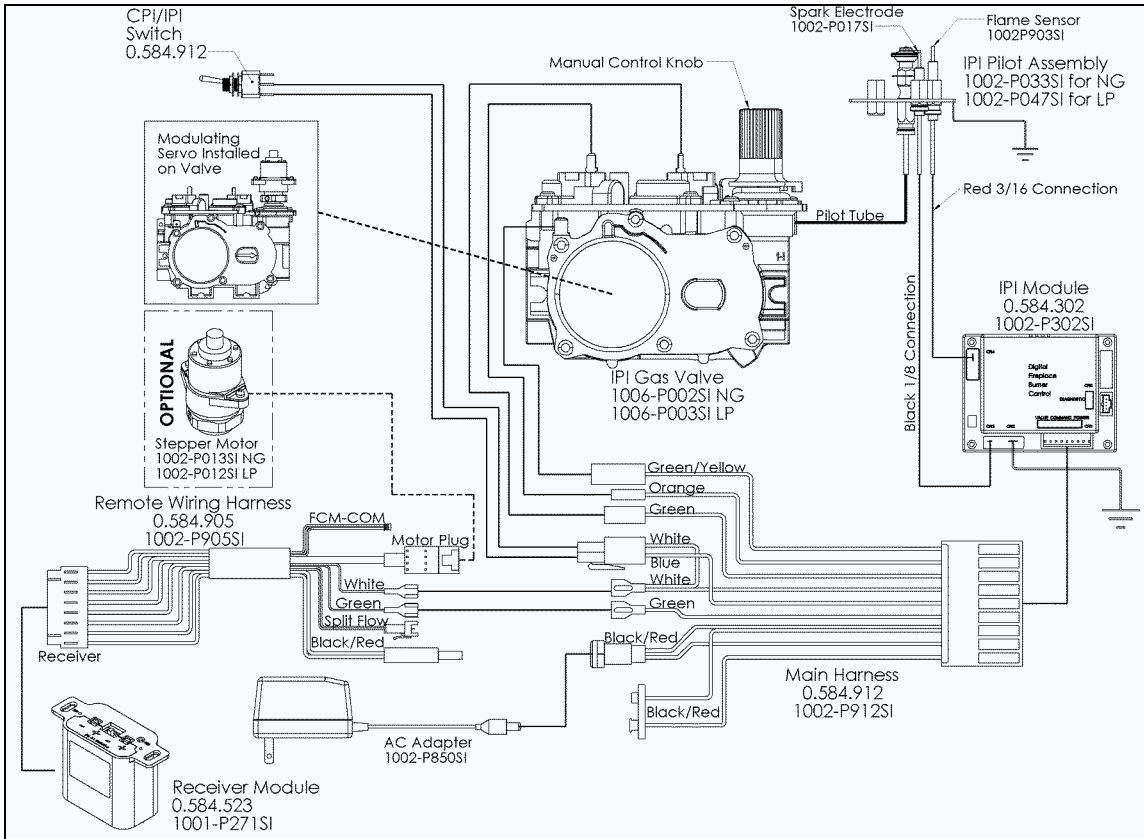 CPI/IPI
Switch
0.584.912
Spark Electrode
1002-P017SI
Flame Sensor
1002P903SI
IPI Pilot Assembly
1002-P033SI for NG
1002-P047SI for LP
Manual Control Knob
Modulating
Servo Installed
on Valve
Red 3/16 Connection
Pilot Tube
Black 1/8 Connection
IPI Module
0.584.302
1002-P302SI
Digital
Fireplace
Burner
Control
DIAGNOSTIC
VALVE COMMAND POWER
IPI Gas Valve
1006-P002SI NG
1006-P003SI LP
OPTIONAL
Stepper Motor
1002-P013SI NG
1002-P012SI LP
Green/Yellow
Orange
Green
White
Blue
White
Green
Black/Red
Black/Red
Remote Wiring Harness
0.584.905
1002-P905SI
FCM-COM
Motor Plug
White
Green
Split Flow
Black/Red
Receiver
Main Harness
0.584.912
1002-P912SI
AC Adapter
1002-P850SI
Receiver Module
0.584.523
1001-P271SI